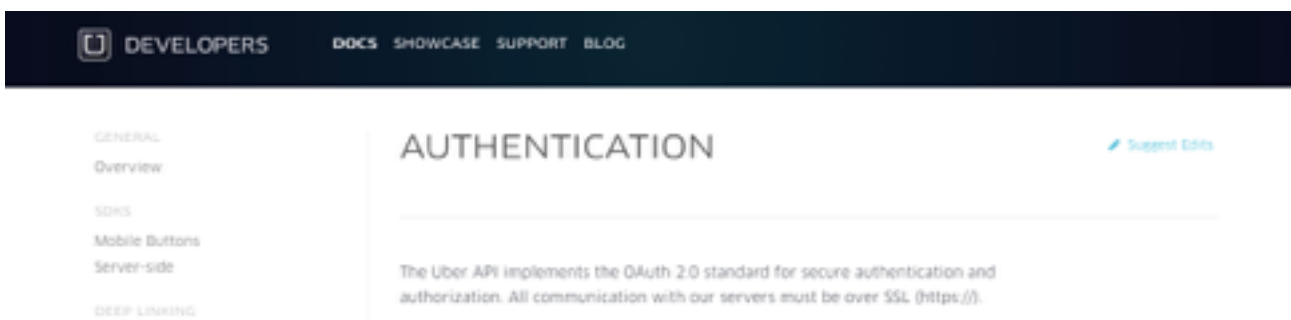 DEVELOPERS DOCS SHOWCASE SUPPORT BLOG
GENERAL
Overview
SDKS
Mobile Buttons
Server-side
DEEP LINKING
AUTHENTICATION
Suggest Edits
The Uber API implements the OAuth 2.0 standard for secure authentication and
authorization. All communication with our servers must be over SSL (https://).